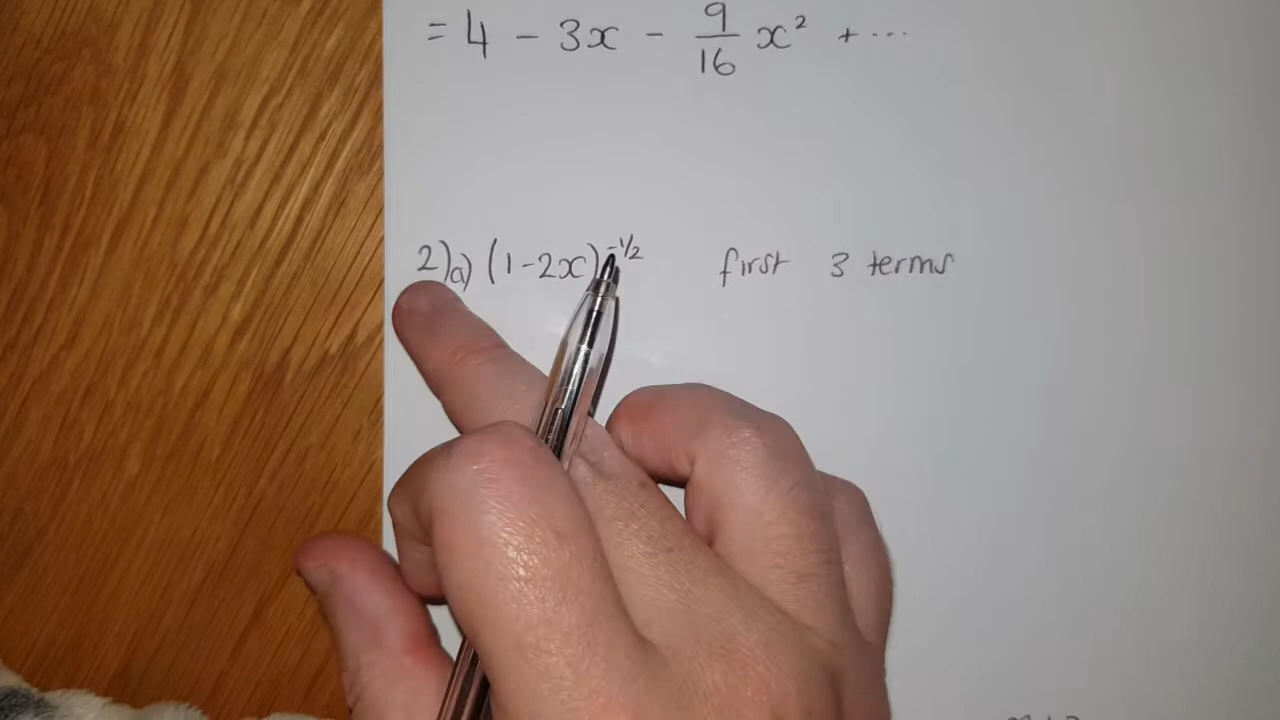 = 4 - 3x - 9/16 x² + ...
2)a) (1-2x)^-1/2 first 3 terms